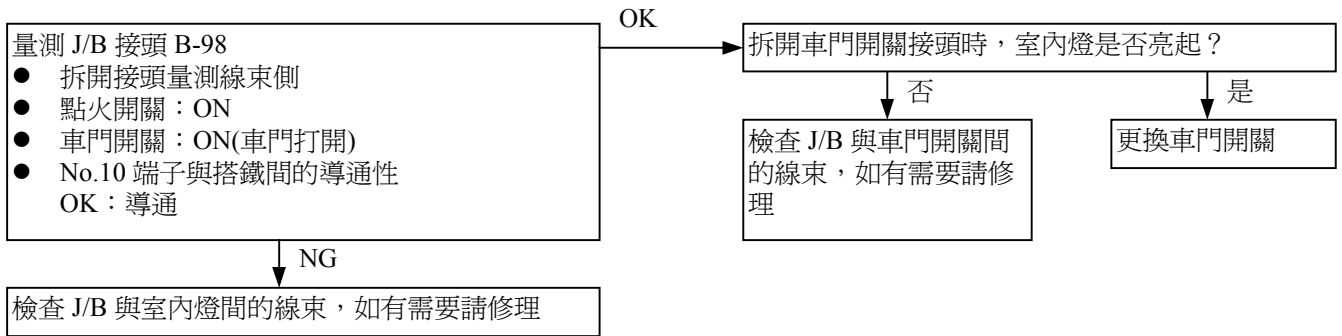 量測 J/B 接頭 B-98
● 拆開接頭量測線束側
● 點火開關：ON
● 車門開關：ON(車門打開)
● No.10 端子與搭鐵間的導通性
OK：導通
OK
拆開車門開關接頭時，室內燈是否亮起？
否
是
檢查 J/B 與車門開關間
的線束，如有需要請修
理
更換車門開關
NG
檢查 J/B 與室內燈間的線束，如有需要請修理